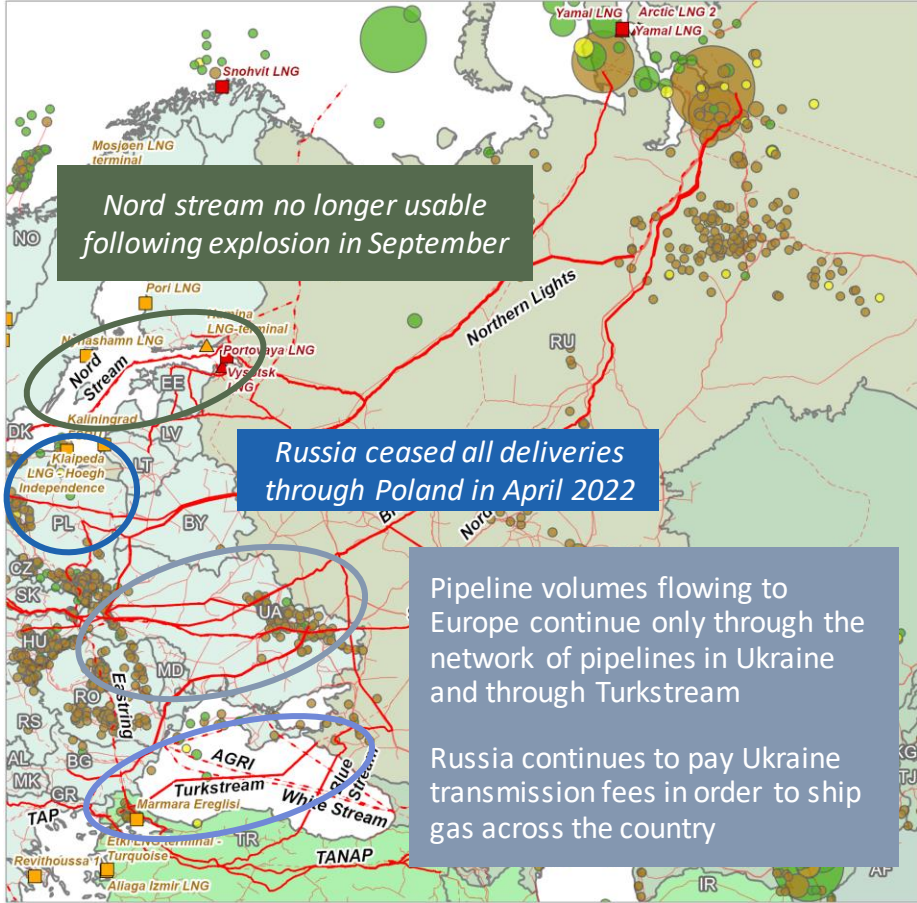 Yamal LNG
Arctic LNG 2
Yamal LNG
Snohvit LNG
Mosjøen LNG
terminal
Nord stream no longer usable
following explosion in September
NO
Pori LNG
LNG-terminal
Northern Lights
RU
Portovaya LNG
Vysotsk
LNG
Nord
Stream
EE
DK
Kaliningrad
LV
LT
Klaipeda
LNG - Hoegh
Independence
Russia ceased all deliveries
through Poland in April 2022
PL
BY
CZ
SK
UA
HU
MD
RO
Eastring
RS
AL
BG
MK
GR
Pipeline volumes flowing to
Europe continue only through the
network of pipelines in Ukraine
and through Turkstream
Russia continues to pay Ukraine
transmission fees in order to ship
gas across the country
AGRI
Blue
Stream
Turkstream
White Stream
Marmara Ereglisi
TAP
TR
Etki LNG terminal -
Turquoise
TANAP
Revithoussa 1
Aliaga Izmir LNG
IR
TJ